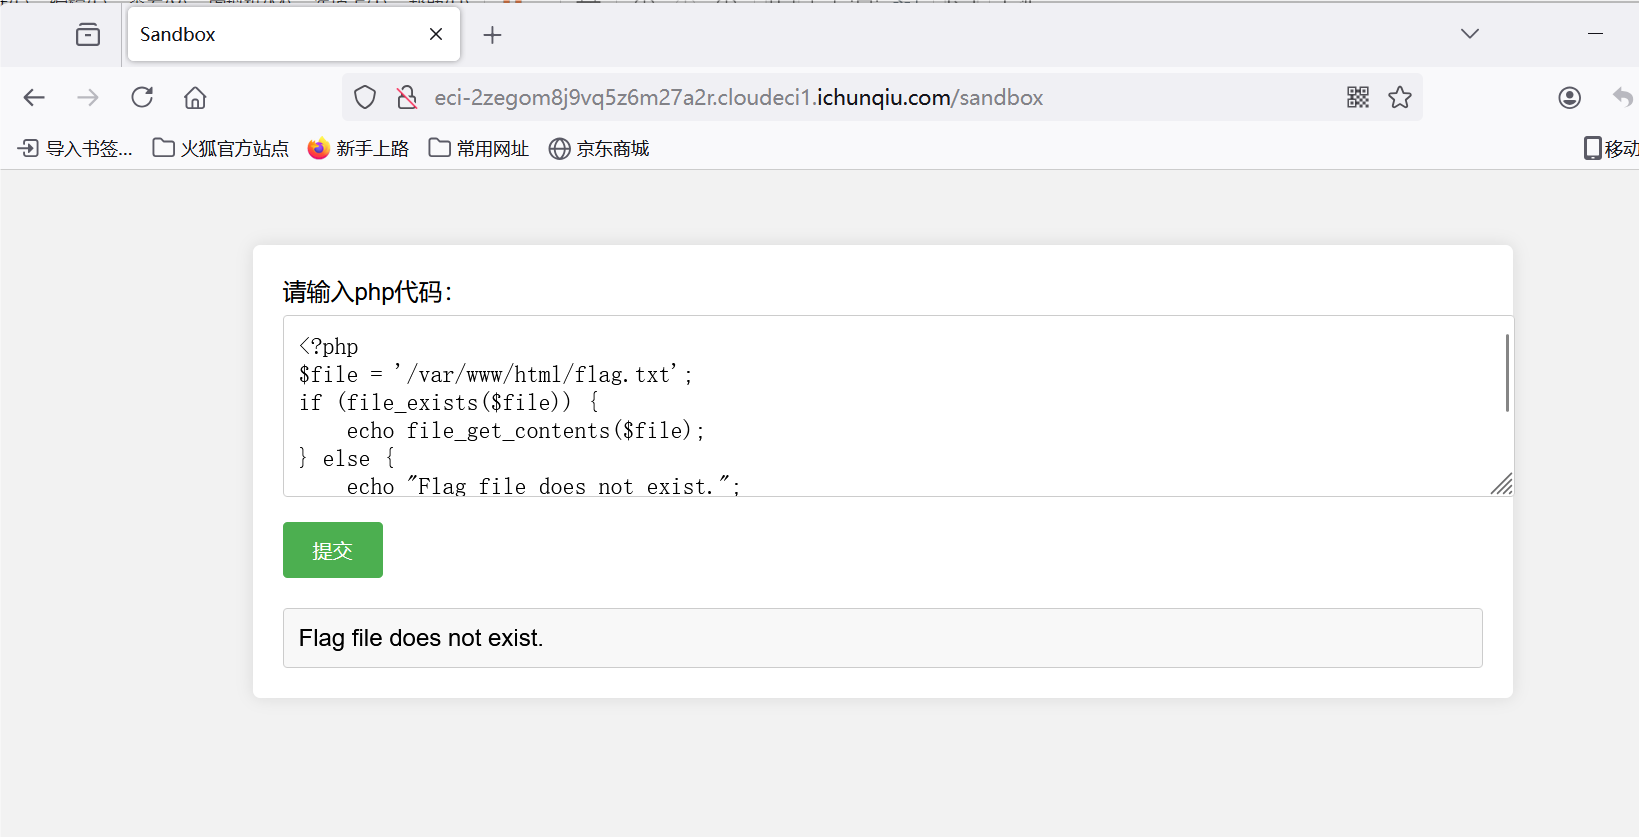 Sandbox
eci-2zegom8j9vq5z6m27a2r.cloudeci1.ichunqiu.com/sandbox
导入书签... 火狐官方站点 新手上路 常用网址 京东商城 移动
请输入php代码：
<?php
$file = '/var/www/html/flag.txt';
if (file_exists($file)) {
    echo file_get_contents($file);
} else {
    echo "Flag file does not exist.";
提交
Flag file does not exist.